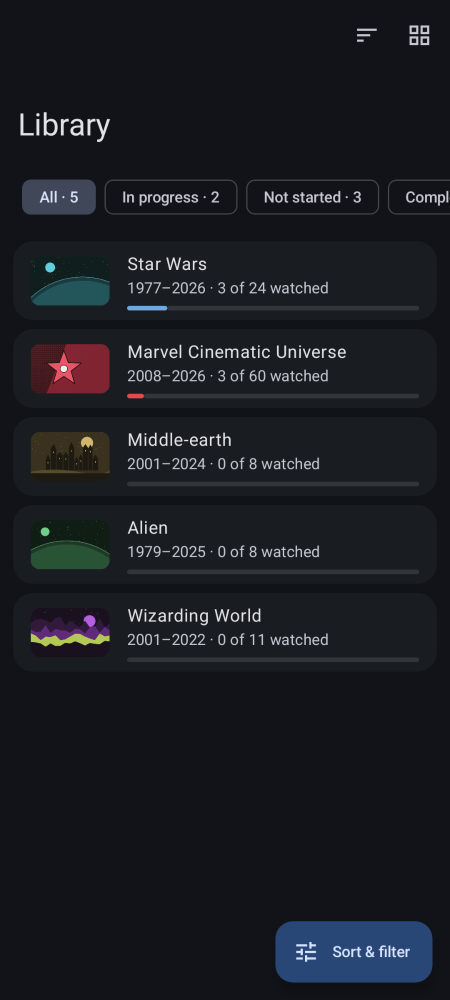 Library
All · 5
In progress · 2
Not started · 3
Compl
Star Wars
1977–2026 · 3 of 24 watched
Marvel Cinematic Universe
2008–2026 · 3 of 60 watched
Middle-earth
2001–2024 · 0 of 8 watched
Alien
1979–2025 · 0 of 8 watched
Wizarding World
2001–2022 · 0 of 11 watched
Sort & filter